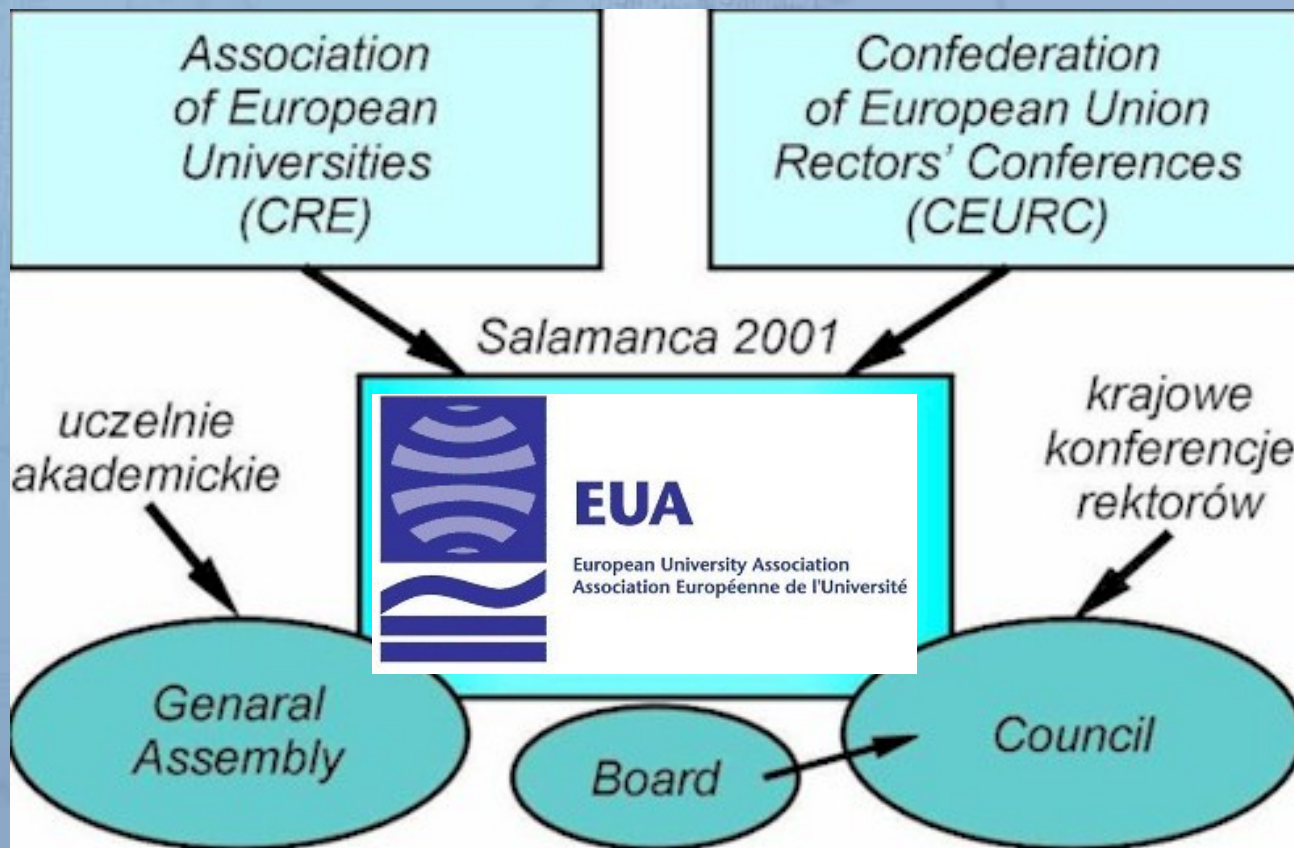 Association
of European
Universities
(CRE)
Confederation
of European Union
Rectors' Conferences
(CEURC)
Salamanca 2001
uczelnie
akademickie
krajowe
konferencje
rektorów
EUA
European University Association
Association Européenne de l'Université
Genaral
Assembly
Board
Council